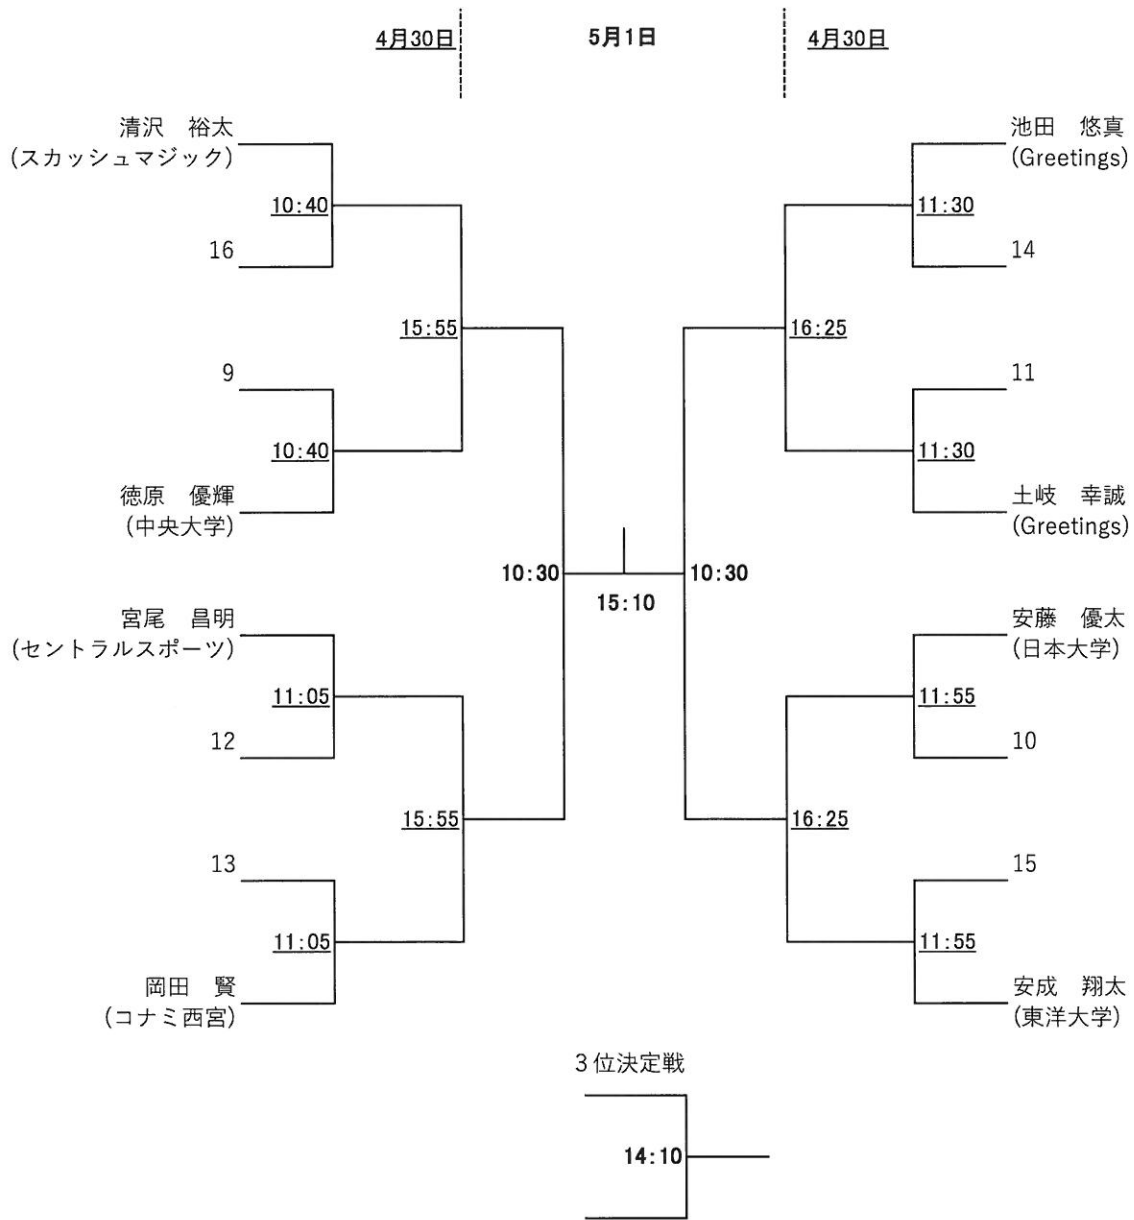 4月30日
5月1日
4月30日
清沢　裕太
(スカッシュマジック)
10:40
16
15:55
9
10:40
徳原　優輝
(中央大学)
10:30
宮尾　昌明
(セントラルスポーツ)
11:05
12
15:55
13
11:05
岡田　賢
(コナミ西宮)
15:10
池田　悠真
(Greetings)
11:30
14
16:25
11
11:30
土岐　幸誠
(Greetings)
10:30
安藤　優太
(日本大学)
11:55
10
16:25
15
11:55
安成　翔太
(東洋大学)
３位決定戦
14:10